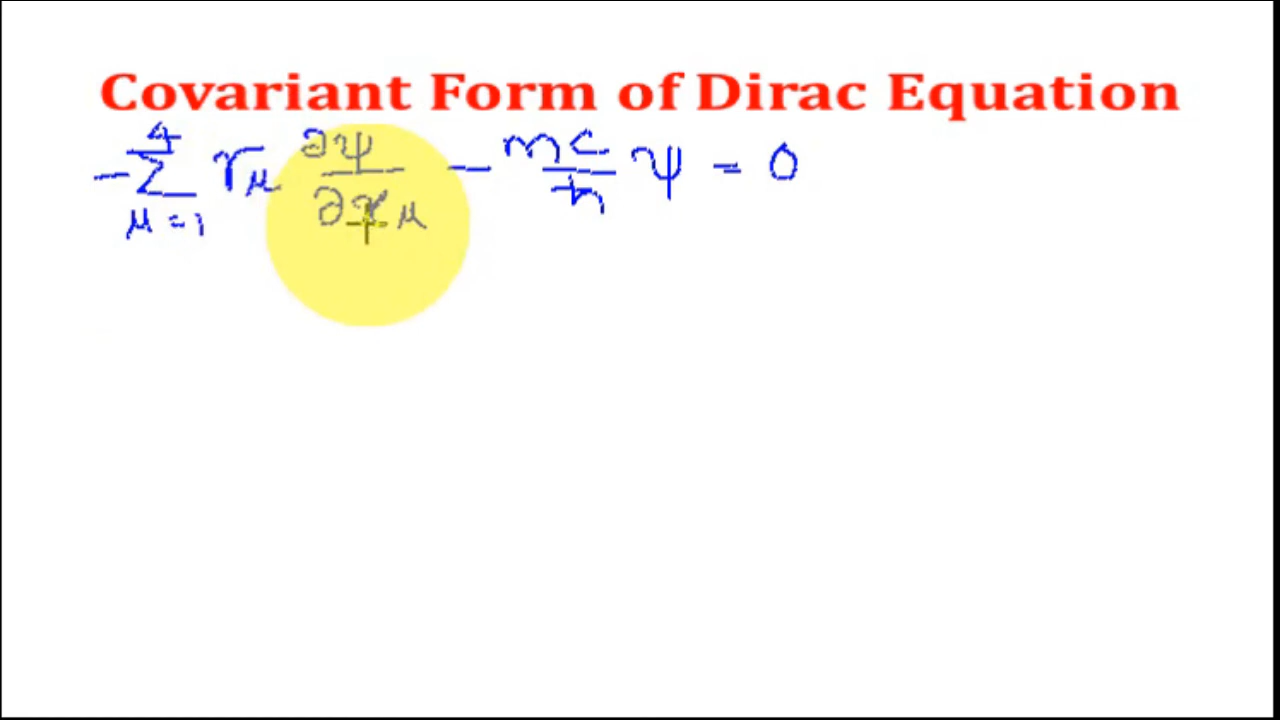 Covariant Form of Dirac Equation
-∑_{μ=1}^{4} γ_μ ∂ψ/∂x_μ - mc/ħ ψ = 0